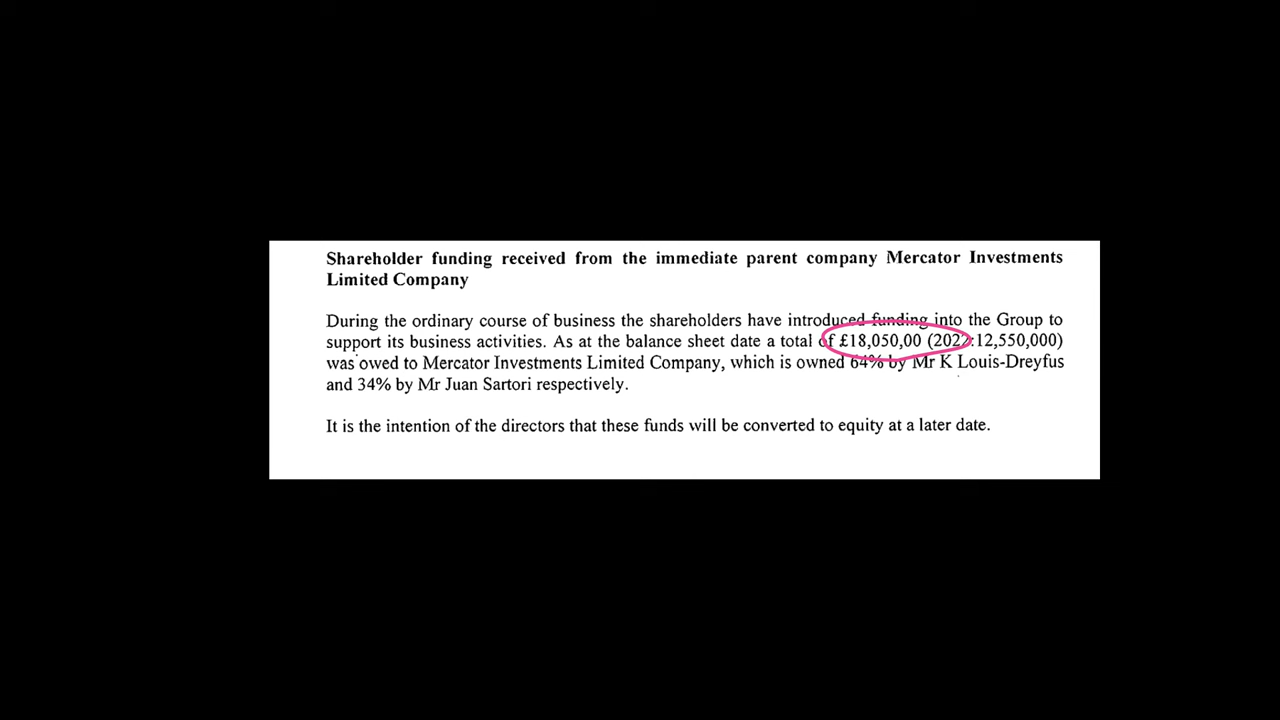 Shareholder funding received from the immediate parent company Mercator Investments
Limited Company
During the ordinary course of business the shareholders have introduced funding into the Group to
support its business activities. As at the balance sheet date a total of £18,050,00 (2022:12,550,000)
was owed to Mercator Investments Limited Company, which is owned 64% by Mr K Louis-Dreyfus
and 34% by Mr Juan Sartori respectively.
It is the intention of the directors that these funds will be converted to equity at a later date.